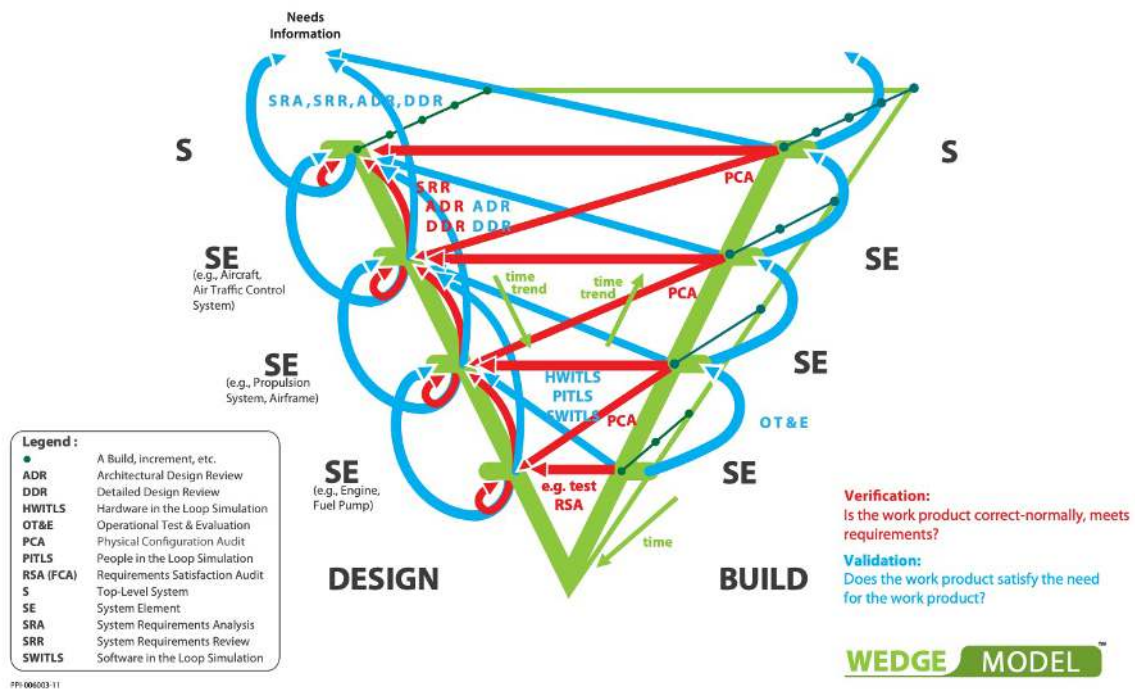 Needs
Information
SRA, SRR, ADR, DDR
S
S
PCA
SRR
ADR ADR
DDR DDR
SE
(e.g., Aircraft,
Air Traffic Control
System)
SE
time
trend
time
trend
PCA
SE
(e.g., Propulsion
System, Airframe)
SE
HWITLS
PITLS
SWITLS
PCA
OT&E
SE
(e.g., Engine,
Fuel Pump)
SE
e.g. test
RSA
time
DESIGN
BUILD
Legend :
A Build, increment, etc.
ADR Architectural Design Review
DDR Detailed Design Review
HWITLS Hardware in the Loop Simulation
OT&E Operational Test & Evaluation
PCA Physical Configuration Audit
PITLS People in the Loop Simulation
RSA (FCA) Requirements Satisfaction Audit
S Top-Level System
SE System Element
SRA System Requirements Analysis
SRR System Requirements Review
SWITLS Software in the Loop Simulation
PPI-006003-11
Verification:
Is the work product correct-normally, meets
requirements?
Validation:
Does the work product satisfy the need
for the work product?
WEDGE MODEL™